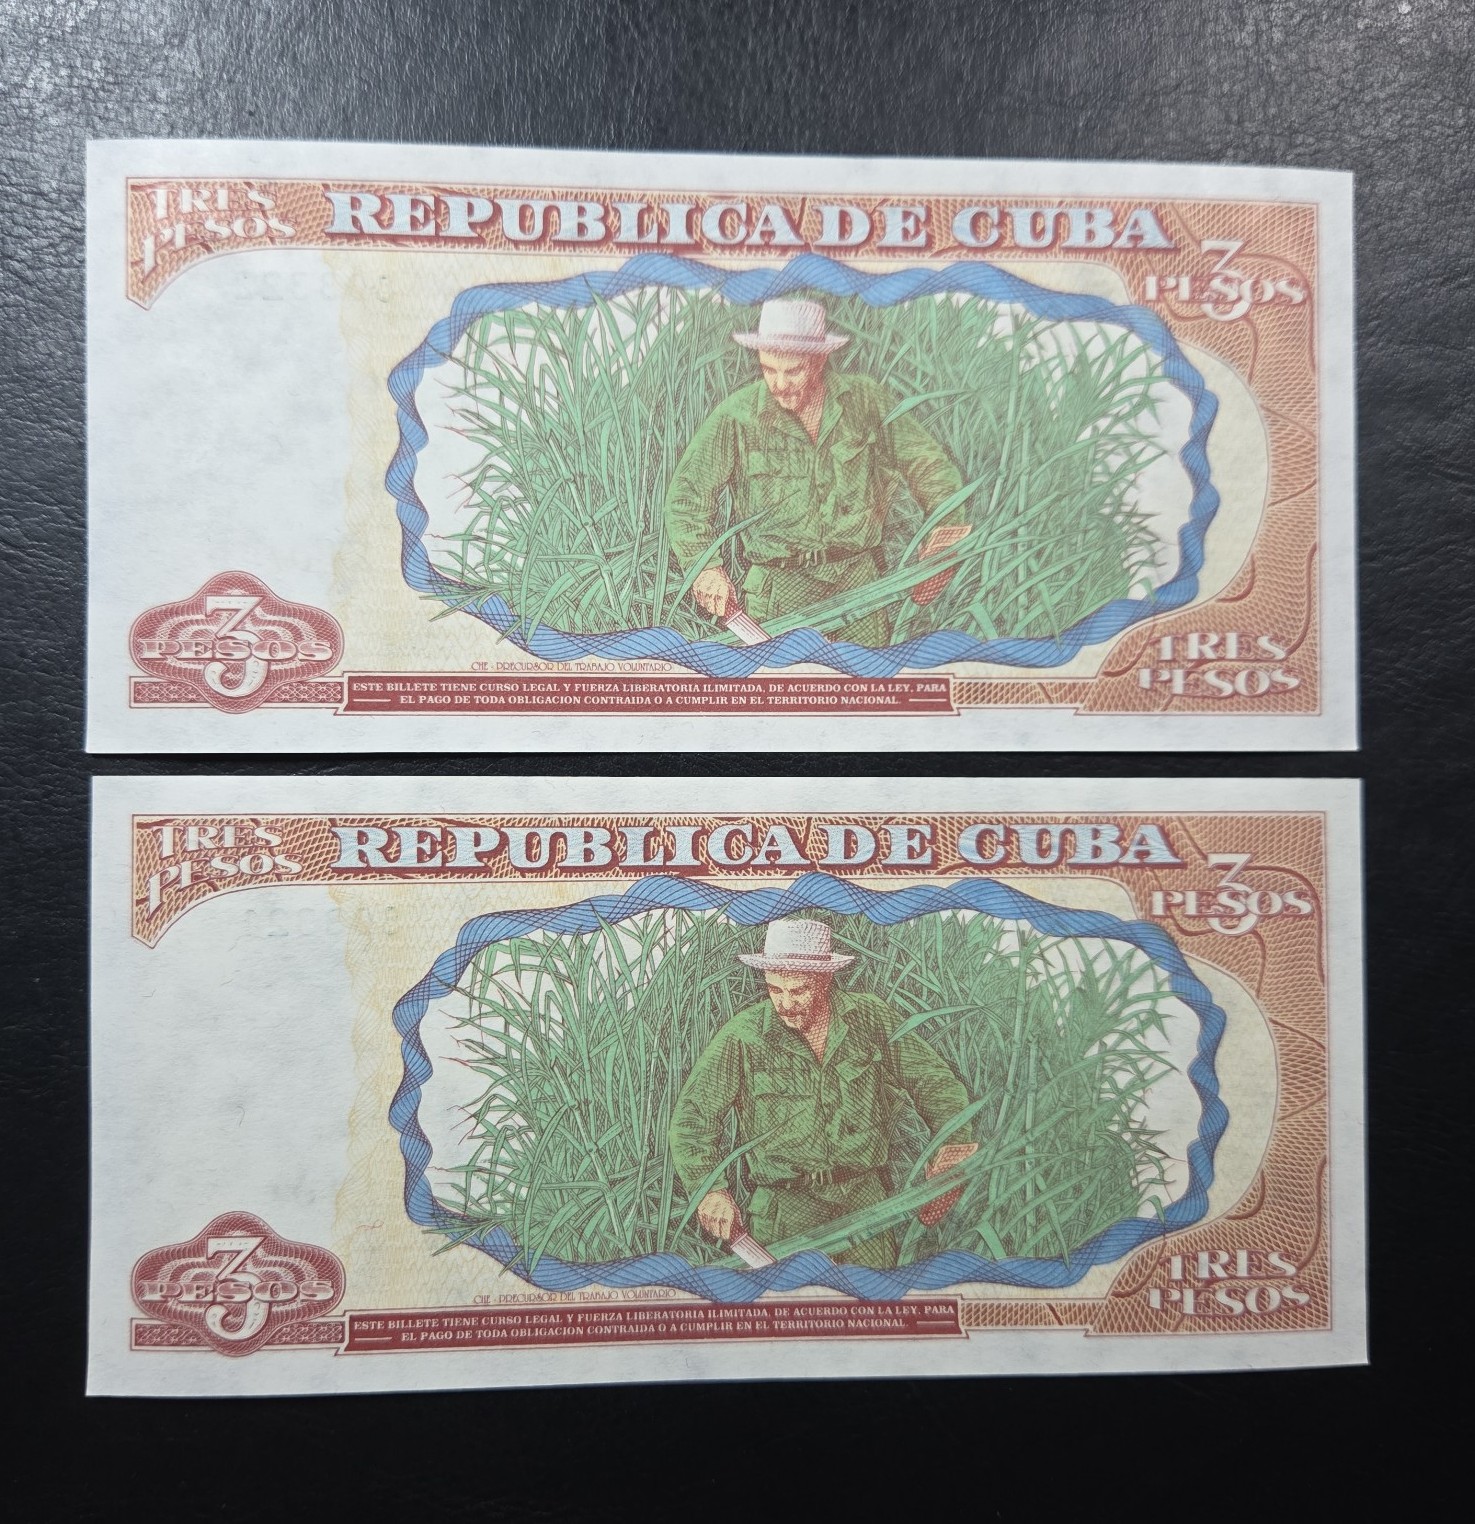 TRES
PESOS
REPUBLICA DE CUBA
3
PESOS
3
PESOS
CHE - PRECURSOR DEL TRABAJO VOLUNTARIO
ESTE BILLETE TIENE CURSO LEGAL Y FUERZA LIBERATORIA ILIMITADA, DE ACUERDO CON LA LEY, PARA
EL PAGO DE TODA OBLIGACION CONTRAIDA O A CUMPLIR EN EL TERRITORIO NACIONAL.
TRES
PESOS
TRES
PESOS
REPUBLICA DE CUBA
3
PESOS
3
PESOS
CHE - PRECURSOR DEL TRABAJO VOLUNTARIO
ESTE BILLETE TIENE CURSO LEGAL Y FUERZA LIBERATORIA ILIMITADA, DE ACUERDO CON LA LEY, PARA
EL PAGO DE TODA OBLIGACION CONTRAIDA O A CUMPLIR EN EL TERRITORIO NACIONAL.
TRES
PESOS